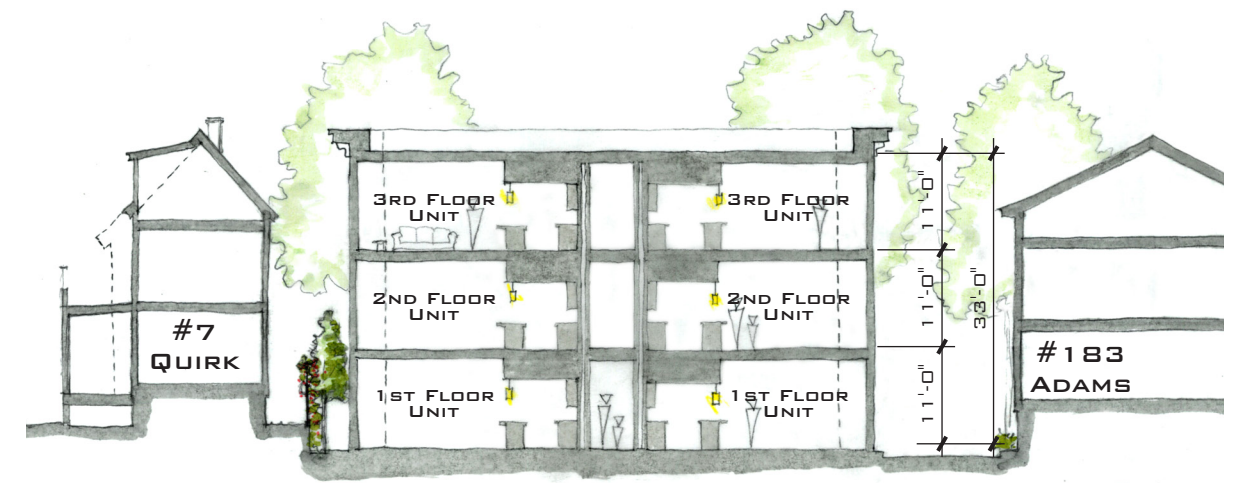 3rd Floor
Unit
3rd Floor
Unit
2nd Floor
Unit
2nd Floor
Unit
1st Floor
Unit
1st Floor
Unit
#7
Quirk
#183
Adams
11'-0"
11'-0"
11'-0"
33'-0"